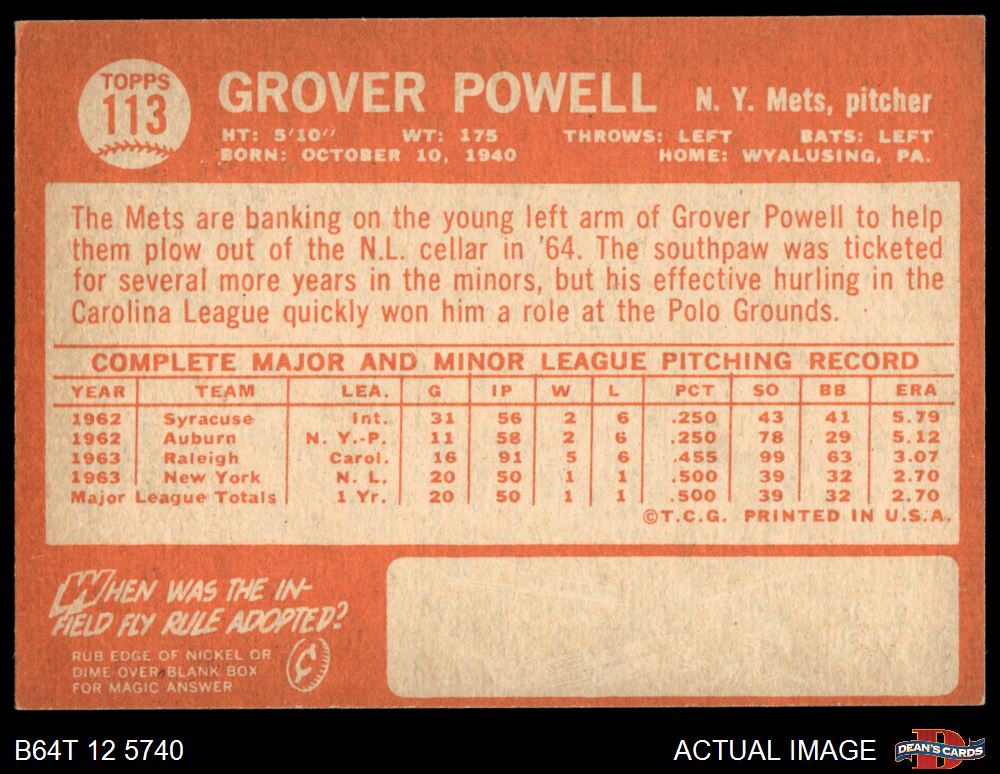 TOPPS
113
GROVER POWELL N. Y. Mets, pitcher
HT: 5'10" WT: 175 THROWS: LEFT BATS: LEFT
BORN: OCTOBER 10, 1940 HOME: WYALUSING, PA.
The Mets are banking on the young left arm of Grover Powell to help
them plow out of the N.L. cellar in '64. The southpaw was ticketed
for several more years in the minors, but his effective hurling in the
Carolina League quickly won him a role at the Polo Grounds.
COMPLETE MAJOR AND MINOR LEAGUE PITCHING RECORD
YEAR TEAM LEA. G IP W L PCT SO BB ERA
1962 Syracuse Int. 31 56 2 6 .250 43 41 5.79
1962 Auburn N. Y.-P. 11 58 2 6 .250 78 29 5.12
1963 Raleigh Carol. 16 91 5 6 .455 99 63 3.07
1963 New York N. L. 20 50 1 1 .500 39 32 2.70
Major League Totals 1 Yr. 20 50 1 1 .500 39 32 2.70
©T.C.G. PRINTED IN U.S.A.
WHEN WAS THE IN-
FIELD FLY RULE ADOPTED?
RUB EDGE OF NICKEL OR
DIME OVER BLANK BOX
FOR MAGIC ANSWER
¢
B64T 12 5740 ACTUAL IMAGE DEAN'S CARDS